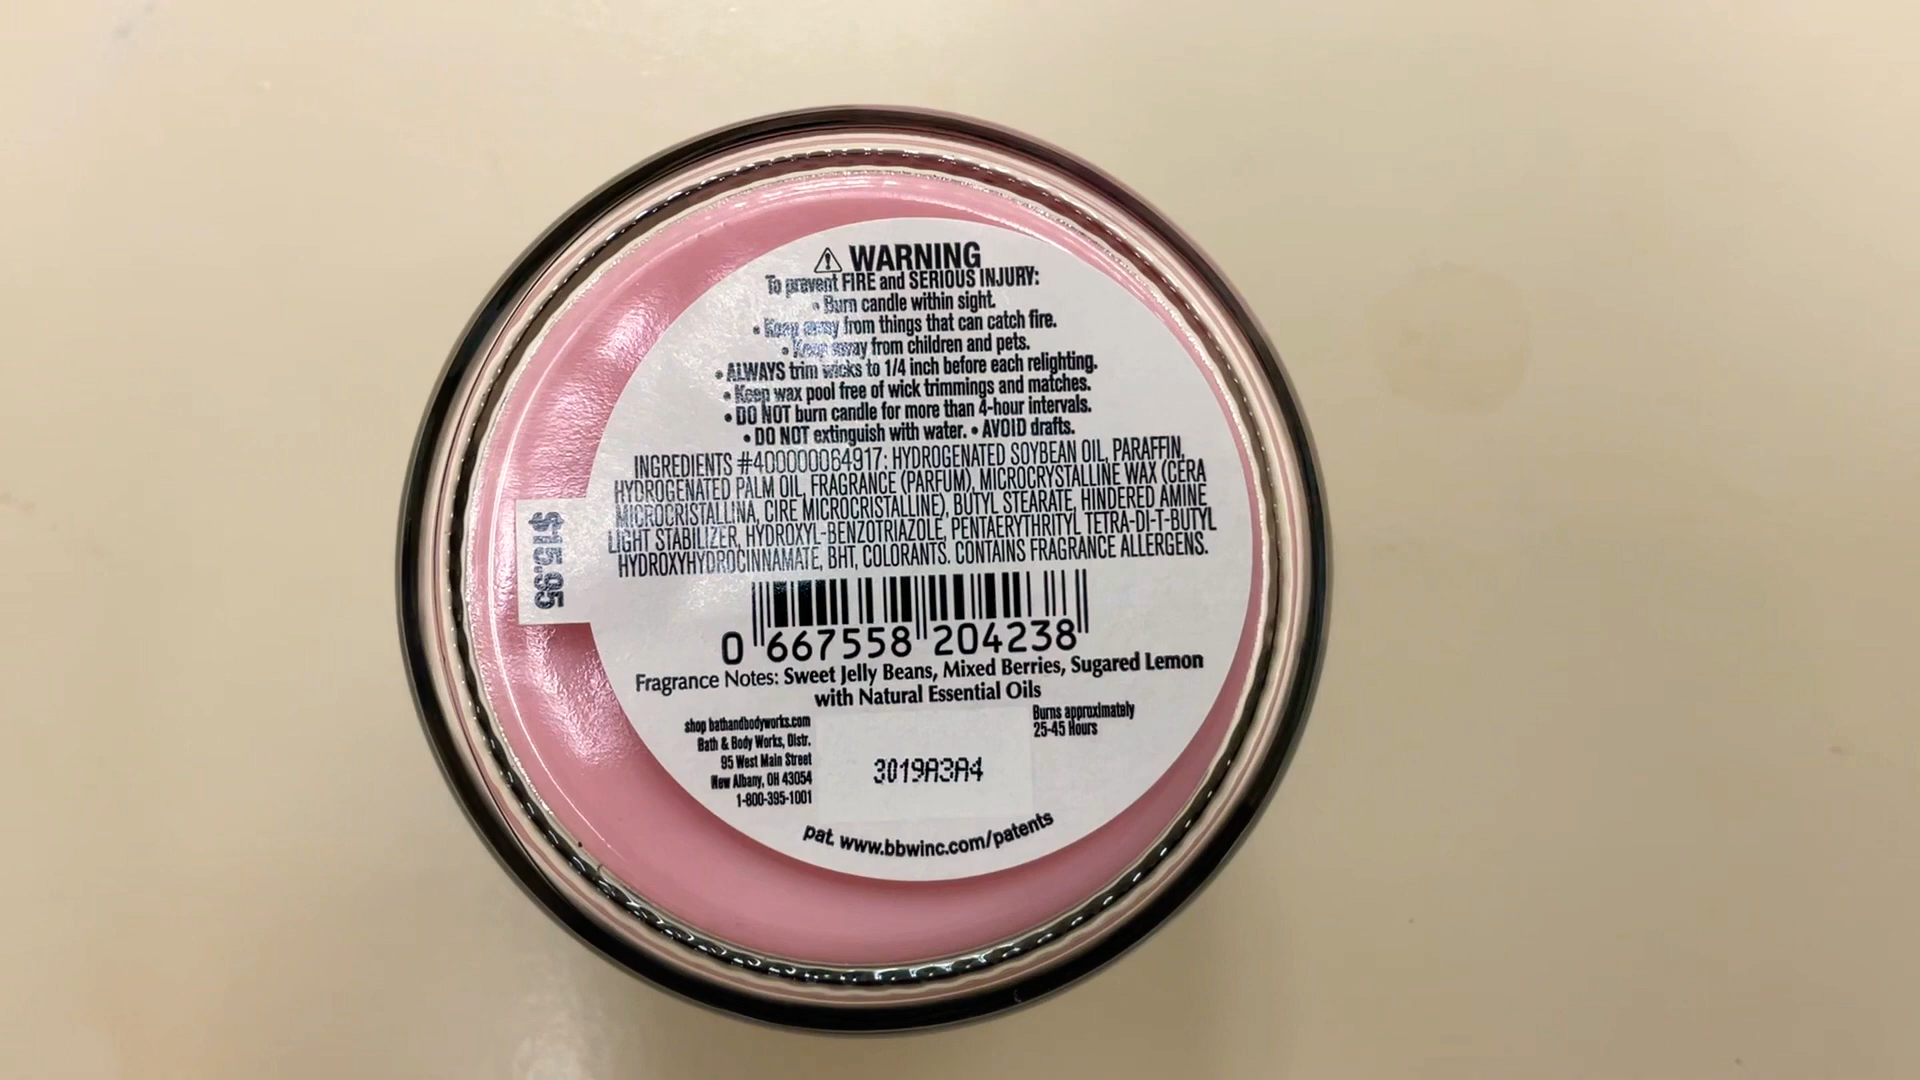 ⚠ WARNING
To prevent FIRE and SERIOUS INJURY:
• Burn candle within sight.
• Keep away from things that can catch fire.
• Keep away from children and pets.
• ALWAYS trim wicks to 1/4 inch before each relighting.
• Keep wax pool free of wick trimmings and matches.
• DO NOT burn candle for more than 4-hour intervals.
• DO NOT extinguish with water. • AVOID drafts.
INGREDIENTS #400000064917: HYDROGENATED SOYBEAN OIL, PARAFFIN,
HYDROGENATED PALM OIL, FRAGRANCE (PARFUM), MICROCRYSTALLINE WAX (CERA
MICROCRISTALLINA, CIRE MICROCRISTALLINE), BUTYL STEARATE, HINDERED AMINE
LIGHT STABILIZER, HYDROXYL-BENZOTRIAZOLE, PENTAERYTHRITYL TETRA-DI-T-BUTYL
HYDROXYHYDROCINNAMATE, BHT, COLORANTS. CONTAINS FRAGRANCE ALLERGENS.
$15.95
0 667558 204238
Fragrance Notes: Sweet Jelly Beans, Mixed Berries, Sugared Lemon
with Natural Essential Oils
shop bathandbodyworks.com
Bath & Body Works, Distr.
95 West Main Street
New Albany, OH 43054
1-800-395-1001
3019A3A4
Burns approximately
25-45 Hours
pat. www.bbwinc.com/patents